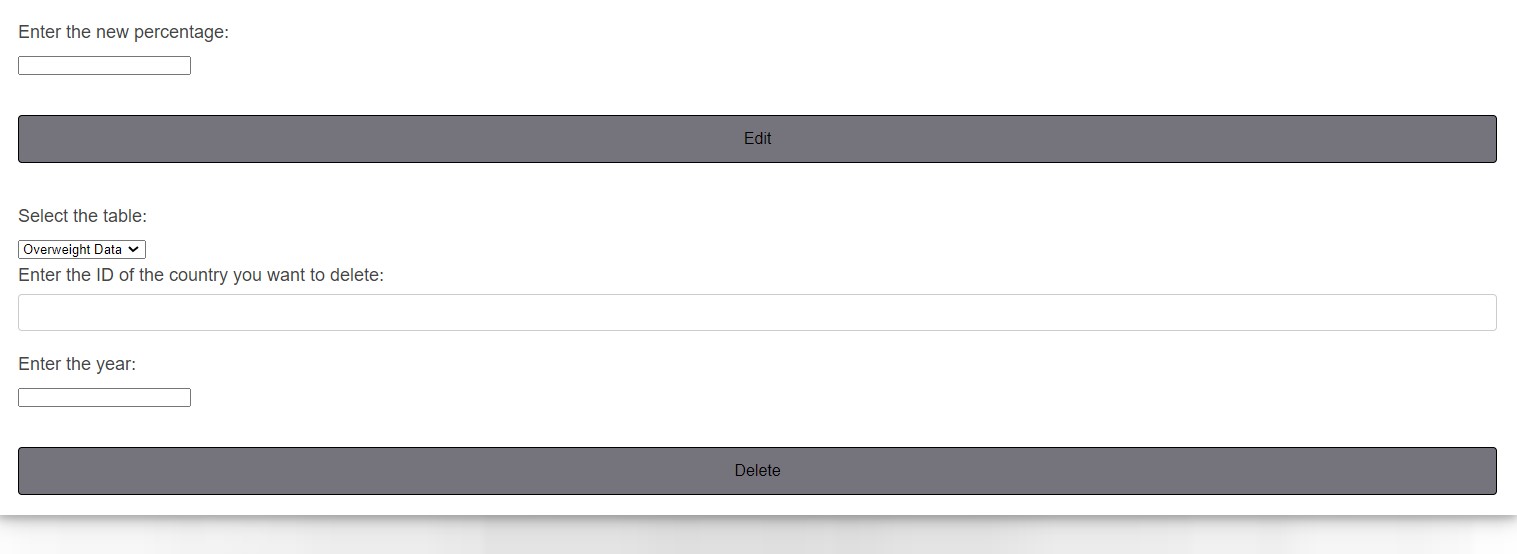 Enter the new percentage:
Edit
Select the table:
Overweight Data
Enter the ID of the country you want to delete:
Enter the year:
Delete